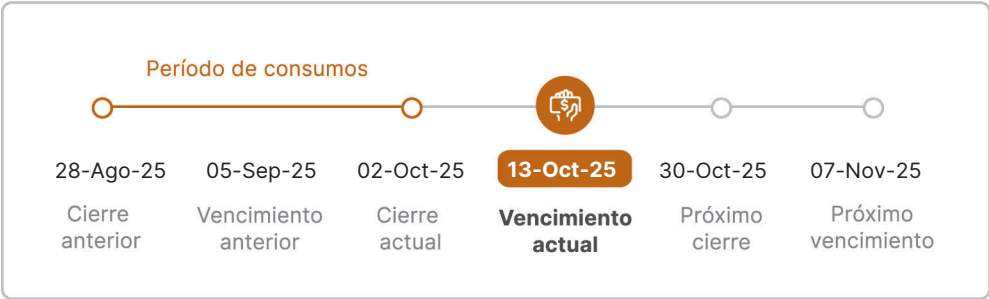 Período de consumos
28-Ago-25 05-Sep-25 02-Oct-25 13-Oct-25 30-Oct-25 07-Nov-25
Cierre Vencimiento Cierre Vencimiento Próximo Próximo
anterior anterior actual actual cierre vencimiento